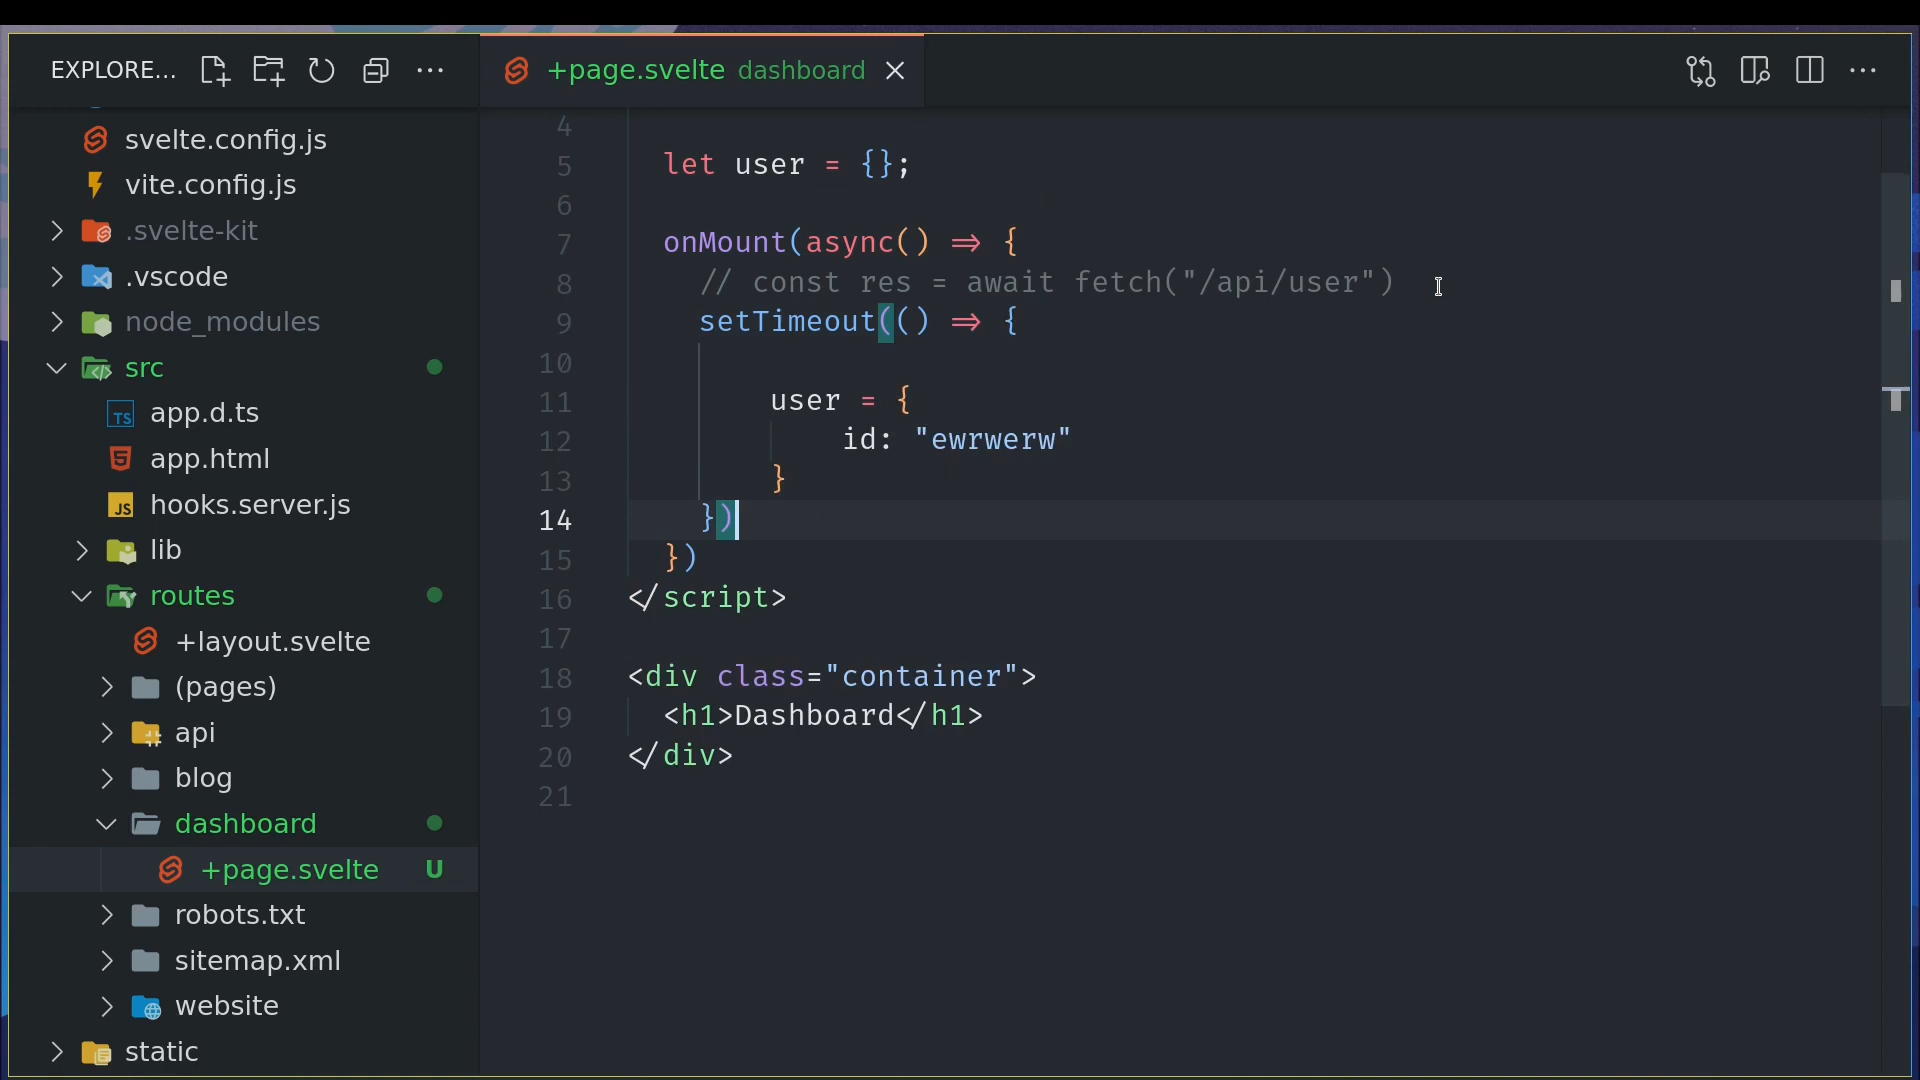 EXPLORE...
+page.svelte dashboard
svelte.config.js
vite.config.js
.svelte-kit
.vscode
node_modules
src
TS app.d.ts
app.html
JS hooks.server.js
lib
routes
+layout.svelte
(pages)
api
blog
dashboard
+page.svelte U
robots.txt
sitemap.xml
website
static
4
5 let user = {};
6
7 onMount(async() => {
8 // const res = await fetch("/api/user")
9 setTimeout(() => {
10
11 user = {
12 id: "ewrwerw"
13 }
14 })
15 })
16 </script>
17
18 <div class="container">
19 <h1>Dashboard</h1>
20 </div>
21